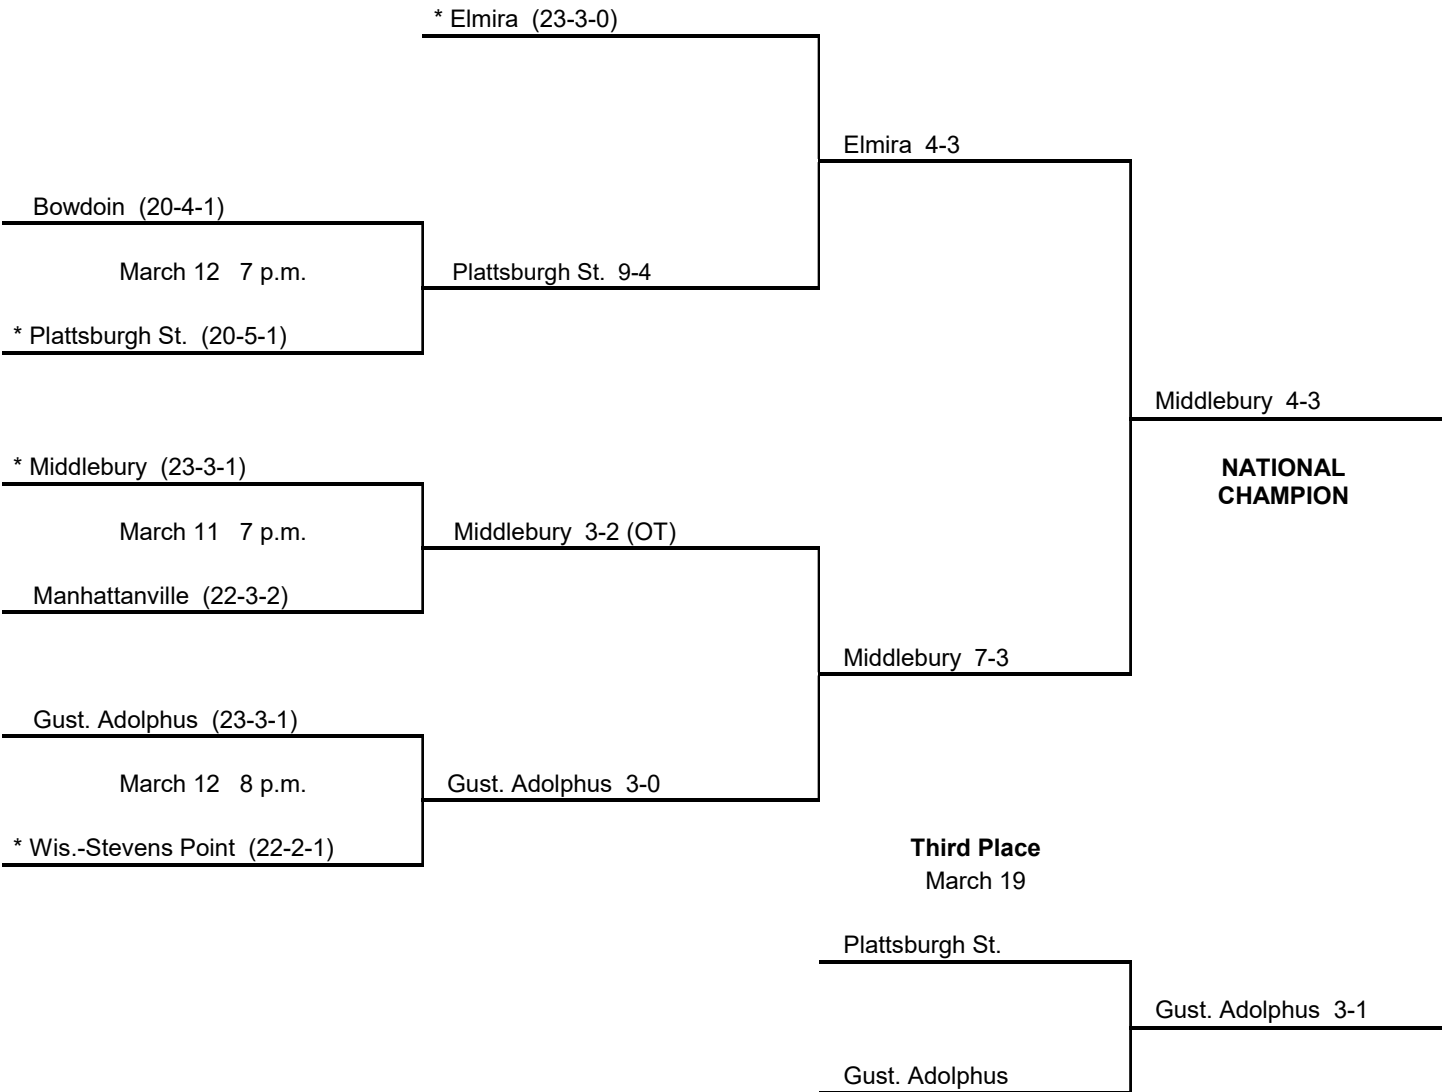 * Elmira (23-3-0)
Elmira 4-3
Bowdoin (20-4-1)
March 12 7 p.m.
Plattsburgh St. 9-4
* Plattsburgh St. (20-5-1)
Middlebury 4-3
* Middlebury (23-3-1)
NATIONAL
CHAMPION
March 11 7 p.m.
Middlebury 3-2 (OT)
Manhattanville (22-3-2)
Middlebury 7-3
Gust. Adolphus (23-3-1)
March 12 8 p.m.
Gust. Adolphus 3-0
* Wis.-Stevens Point (22-2-1)
Third Place
March 19
Plattsburgh St.
Gust. Adolphus 3-1
Gust. Adolphus